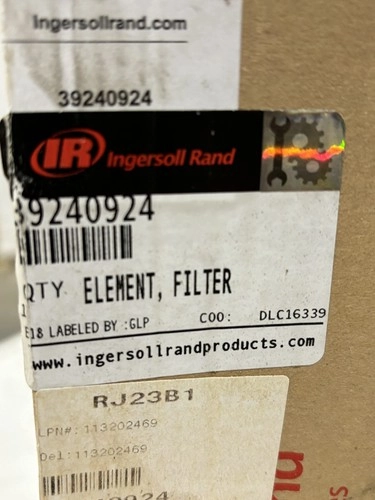 ingersollrand.com
39240924
IR Ingersoll Rand
39240924
QTY ELEMENT, FILTER
1
E18 LABELED BY :GLP COO: DLC16339
www.ingersollrandproducts.com
RJ23B1
LPN#: 113202469
Del:113202469